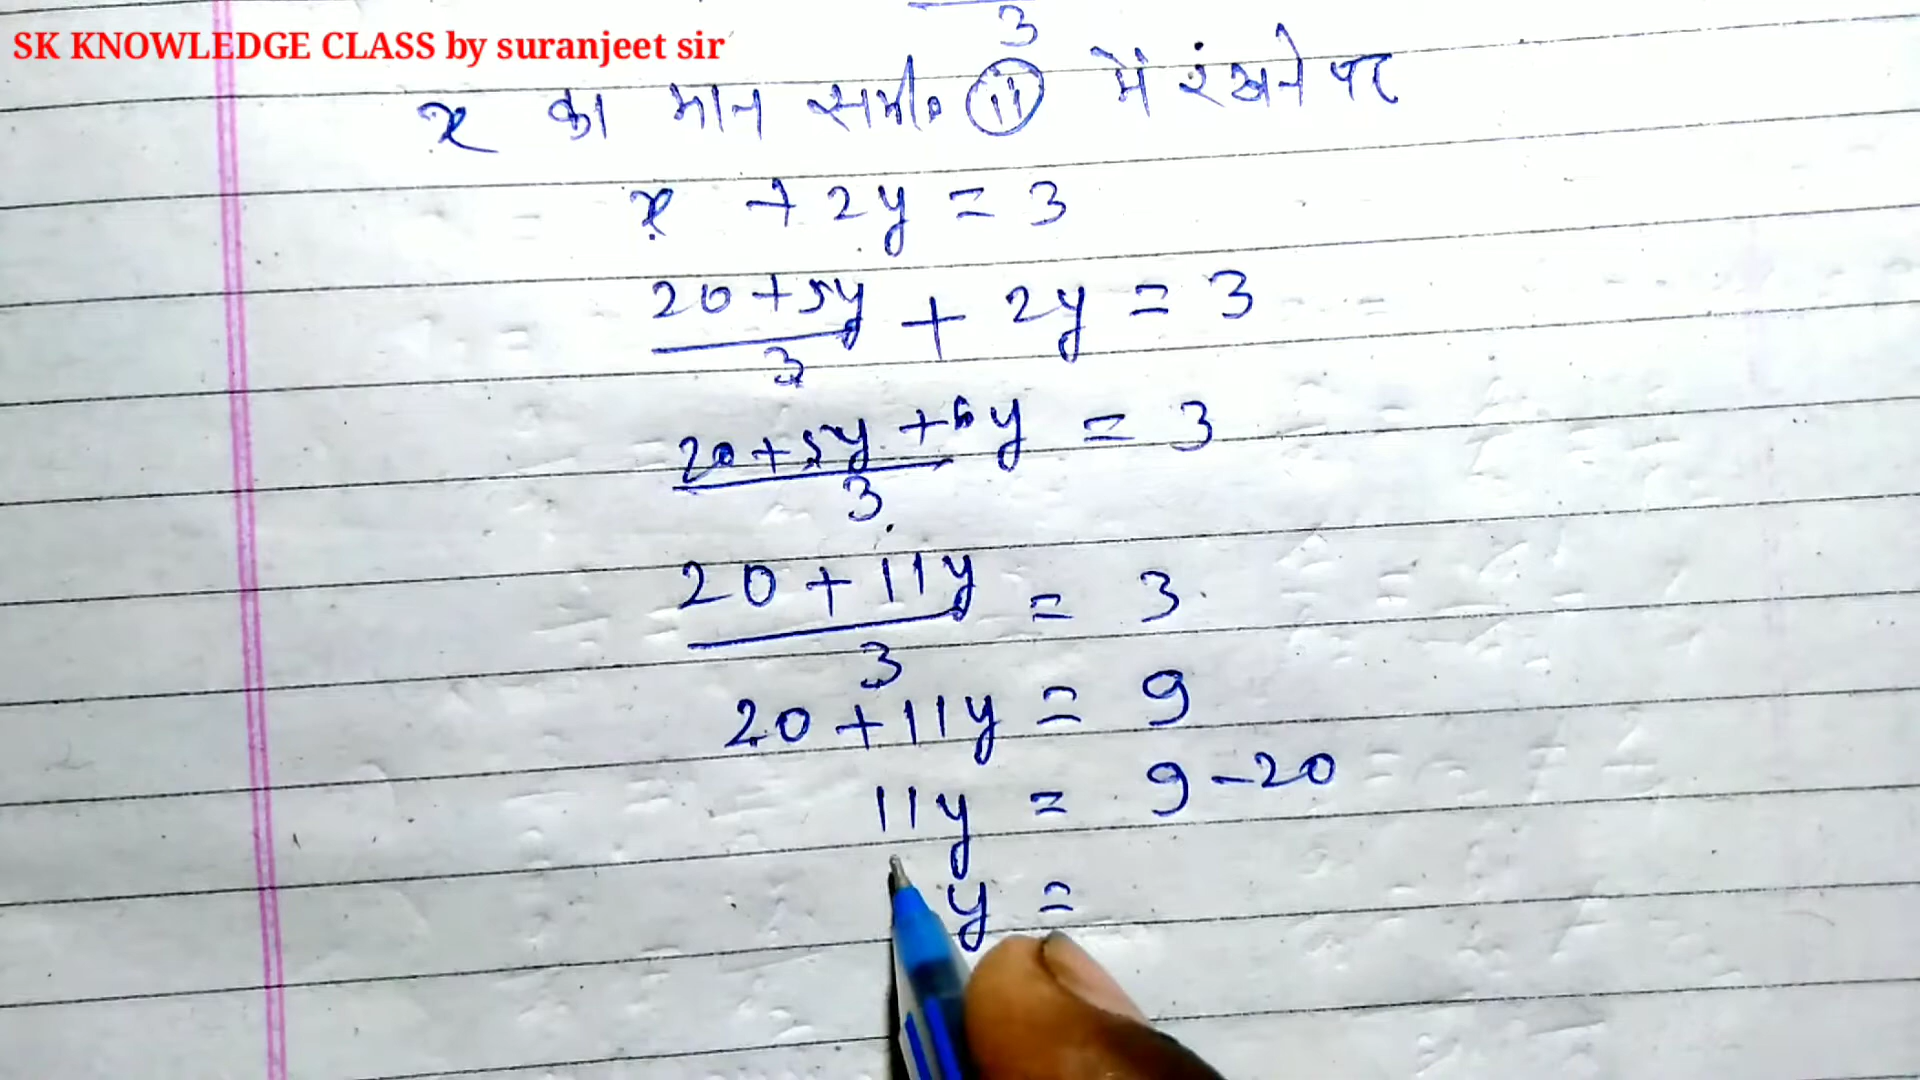 3
SK KNOWLEDGE CLASS by suranjeet sir
x का मान समी० (ii) में रंखने पर
x + 2y = 3
20+5y/3 + 2y = 3
20+5y+6y/3 = 3
20+11y/3 = 3
20+11y = 9
11y = 9-20
y =